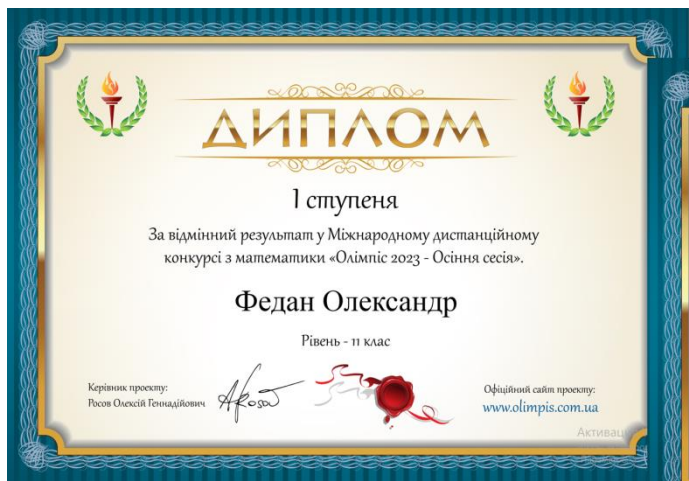 ДИПЛОМ
I ступеня
За відмінний результат у Міжнародному дистанційному
конкурсі з математики «Олімпіс 2023 - Осіння сесія».
Федан Олександр
Рівень - 11 клас
Керівник проекту:
Росов Олексій Геннадійович
Офіційний сайт проекту:
www.olimpis.com.ua